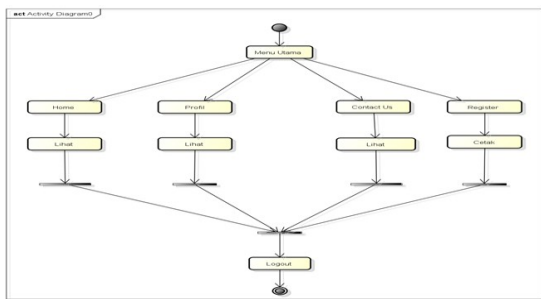 act Activity Diagram0
Menu Utama
Home
Profil
Contact Us
Register
Lihat
Lihat
Lihat
Cetak
Logout